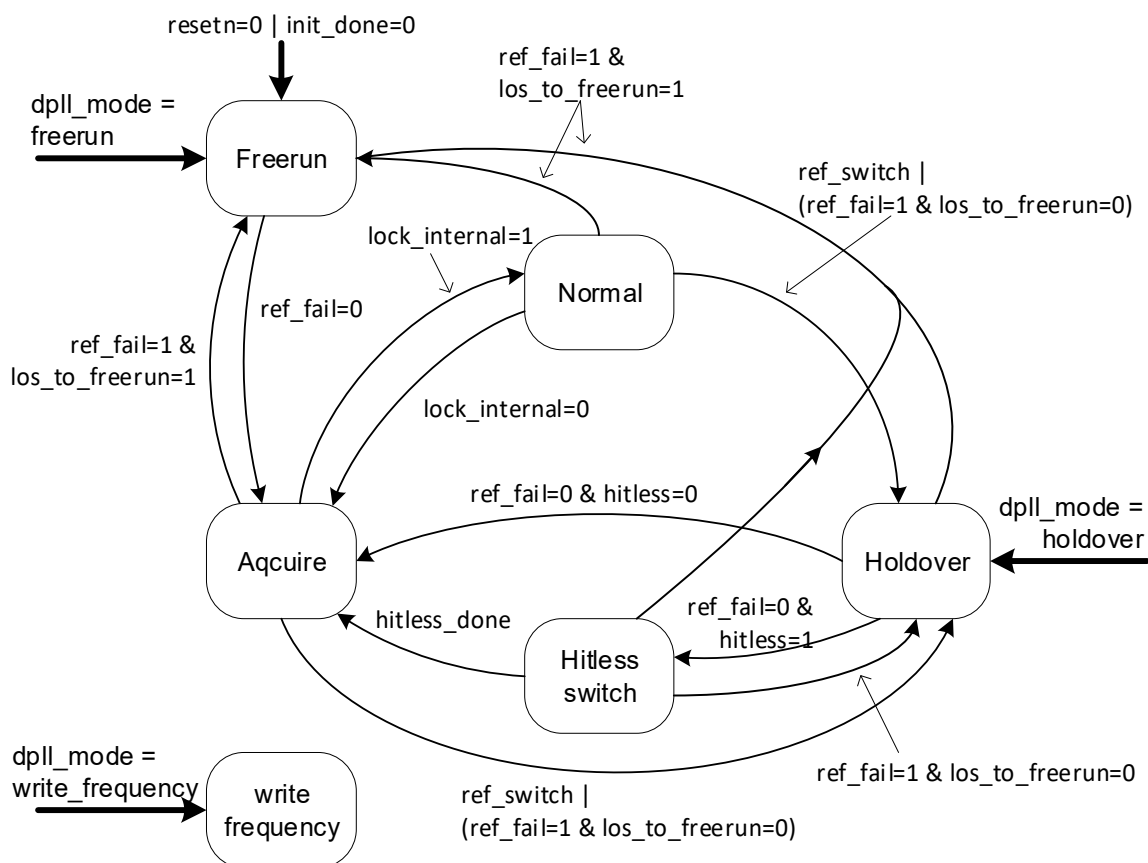 resetn=0 | init_done=0
ref_fail=1 &
los_to_freerun=1
dpll_mode =
freerun
Freerun
ref_switch |
(ref_fail=1 & los_to_freerun=0)
lock_internal=1
ref_fail=0
Normal
ref_fail=1 &
los_to_freerun=1
lock_internal=0
ref_fail=0 & hitless=0
dpll_mode =
holdover
Aqcuire
Holdover
hitless_done
ref_fail=0 &
hitless=1
Hitless
switch
dpll_mode =
write_frequency
write
frequency
ref_fail=1 & los_to_freerun=0
ref_switch |
(ref_fail=1 & los_to_freerun=0)